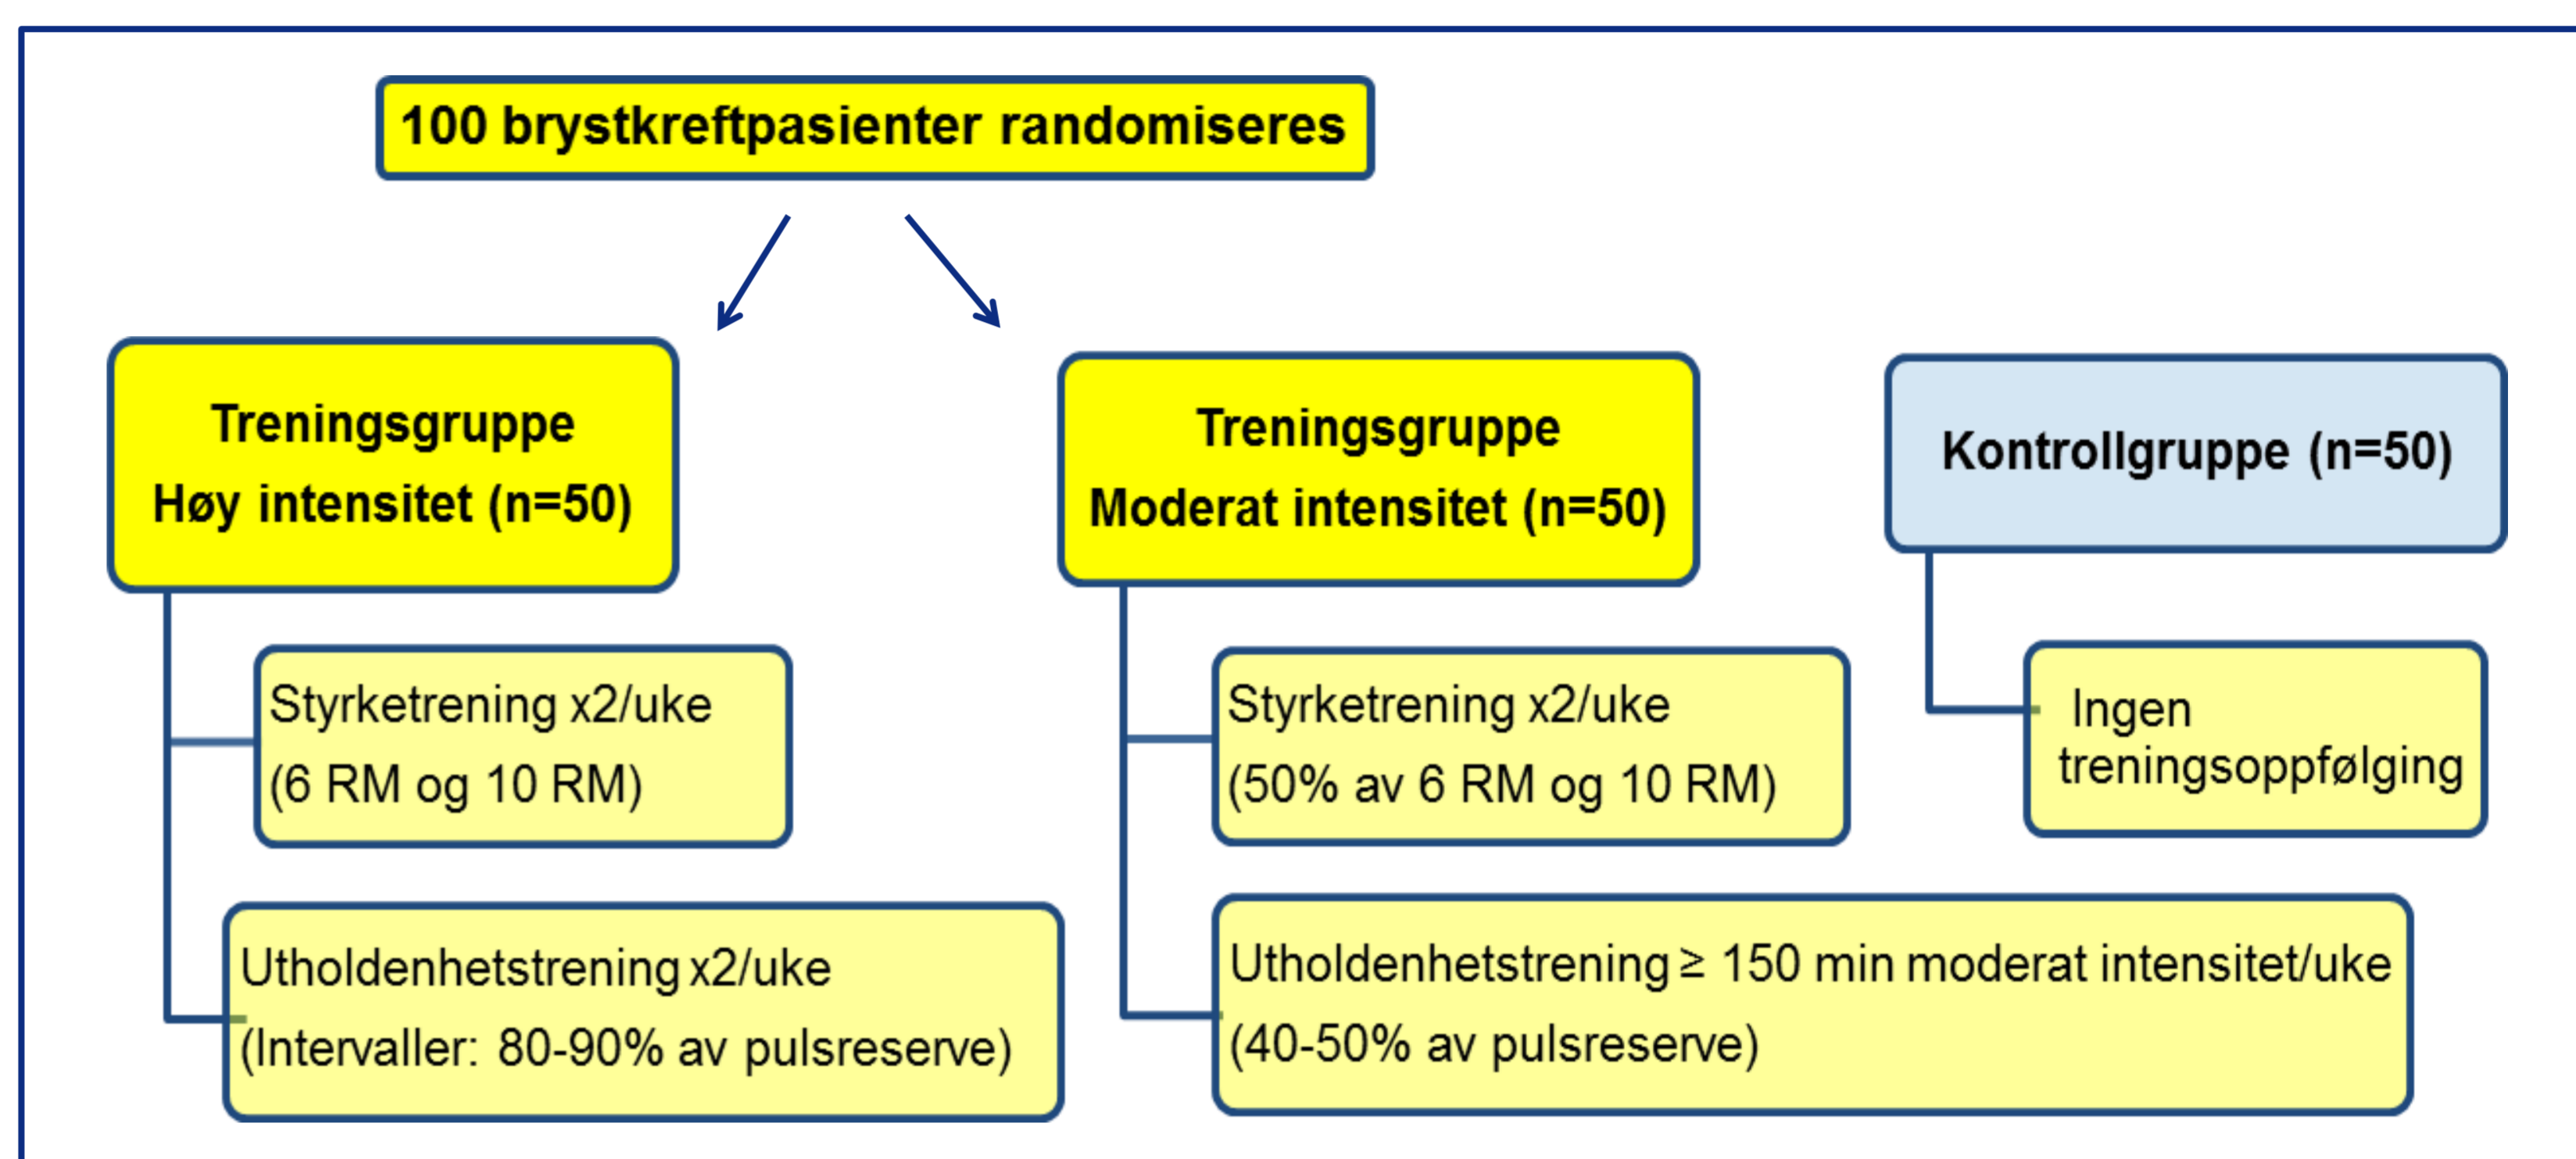 100 brystkreftpasienter randomiseres
Treningsgruppe
Høy intensitet (n=50)
Styrketrening x2/uke
(6 RM og 10 RM)
Utholdenhetstrening x2/uke
(Intervaller: 80-90% av pulsreserve)
Treningsgruppe
Moderat intensitet (n=50)
Styrketrening x2/uke
(50% av 6 RM og 10 RM)
Utholdenhetstrening ≥ 150 min moderat intensitet/uke
(40-50% av pulsreserve)
Kontrollgruppe (n=50)
Ingen
treningsoppfølging